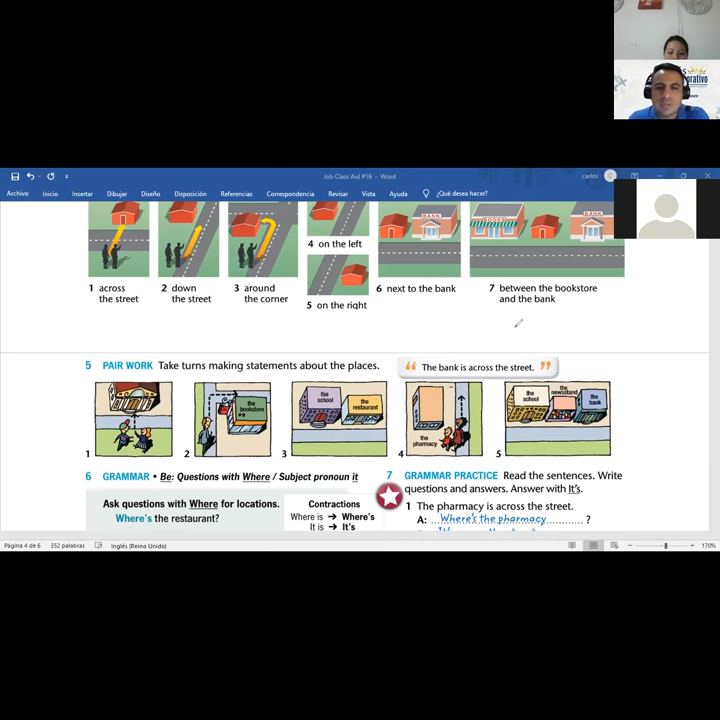 orativo
Job Class Aid #16 - Word
carlos
C
Archivo Inicio Insertar Dibujar Diseño Disposición Referencias Correspondencia Revisar Vista Ayuda ¿Qué desea hacer?
BANK
BOOKS
BANK
4 on the left
1 across
the street
2 down
the street
3 around
the corner
5 on the right
6 next to the bank
7 between the bookstore
and the bank
5 PAIR WORK Take turns making statements about the places.
“ The bank is across the street. ”
1
2
the
bookstore
3
the
school
the
restaurant
4
the
pharmacy
5
the
school
the
newsstand
the
bank
6 GRAMMAR • Be: Questions with Where / Subject pronoun it
Ask questions with Where for locations.
Where's the restaurant?
Contractions
Where is → Where's
It is → It's
7 GRAMMAR PRACTICE Read the sentences. Write
questions and answers. Answer with It's.
1 The pharmacy is across the street.
A: Where's the pharmacy ?
Página 4 de 6 352 palabras Inglés (Reino Unido) 170%